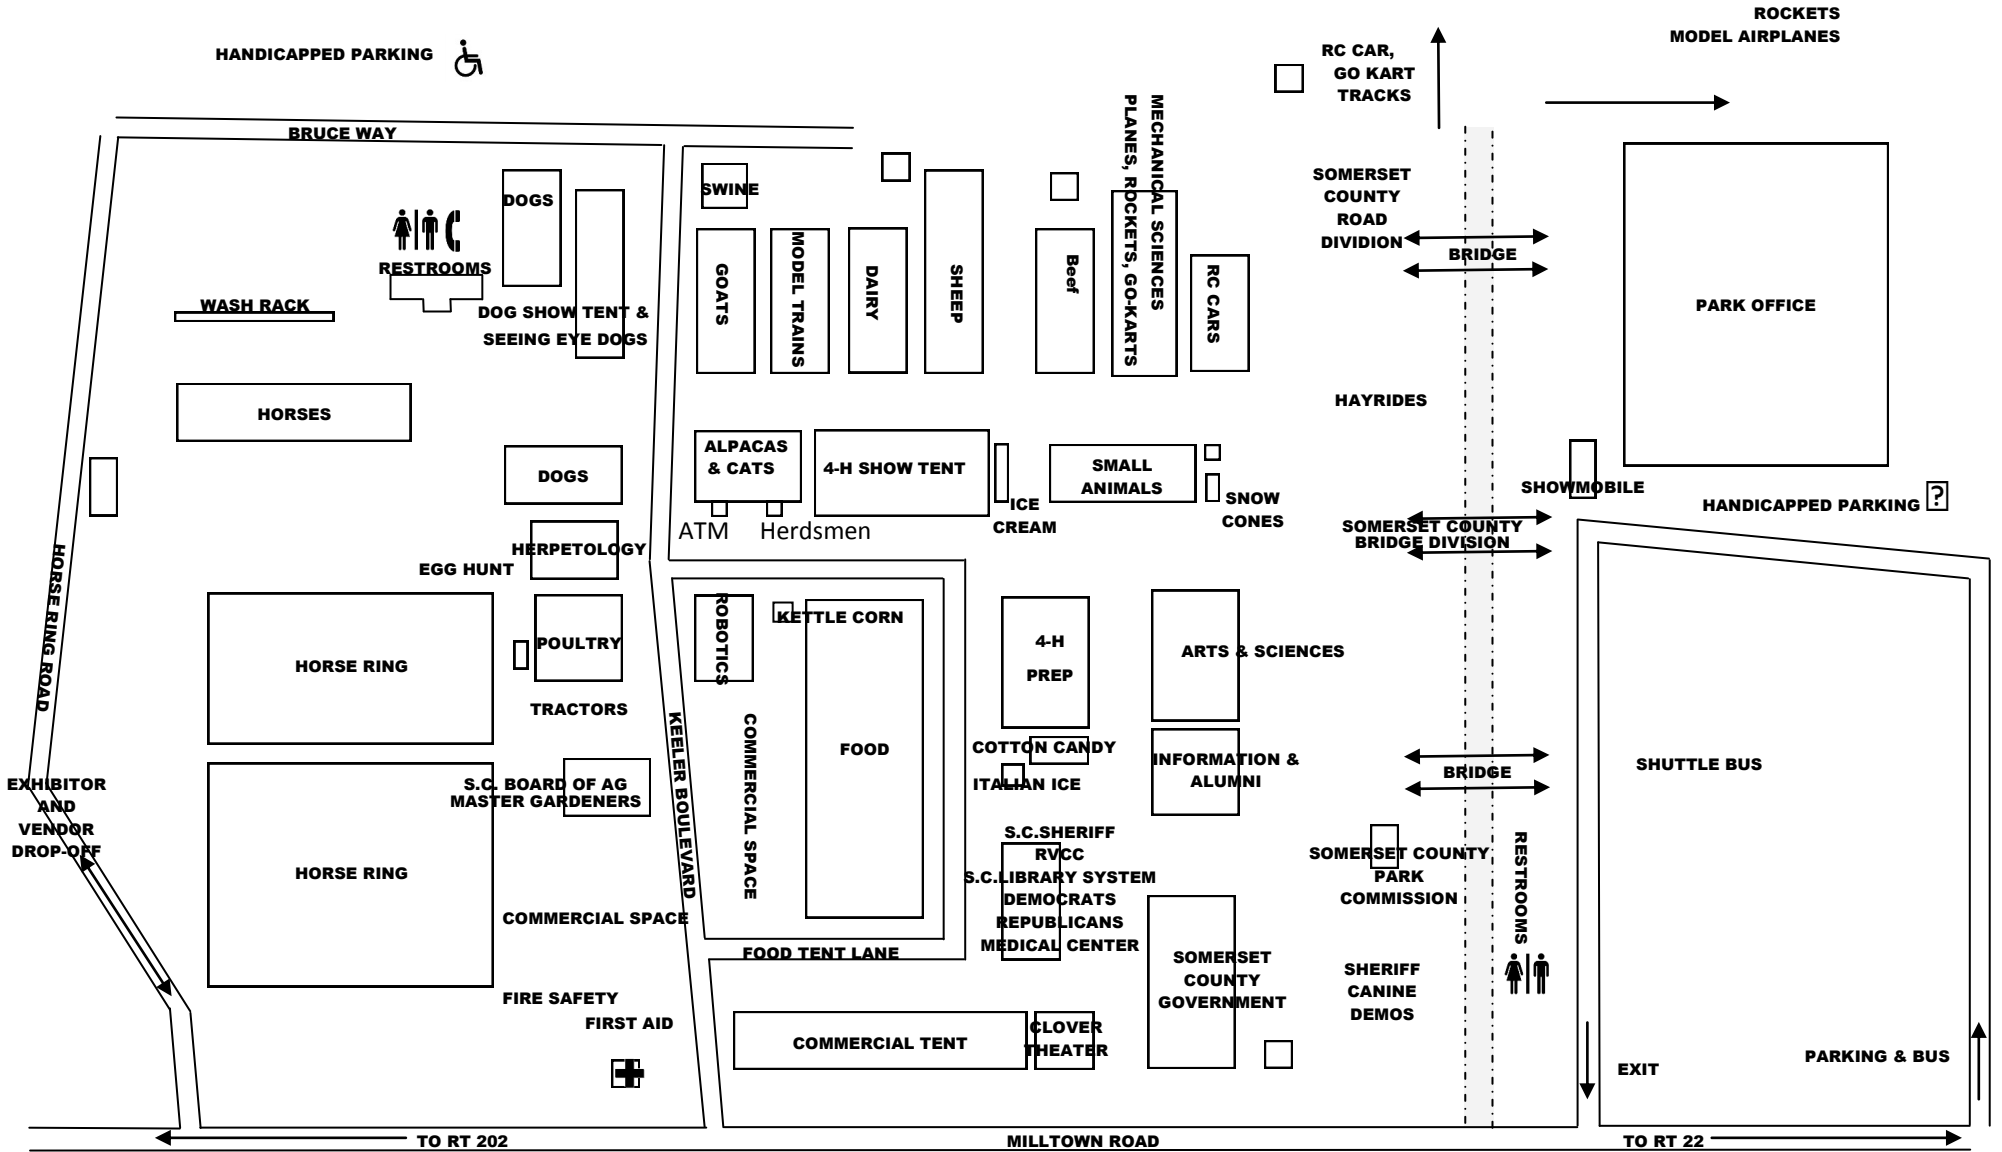 ROCKETS
MODEL AIRPLANES
HANDICAPPED PARKING
RC CAR,
GO KART
TRACKS
BRUCE WAY
MECHANICAL SCIENCES
PLANES, ROCKETS, GO-KARTS
SOMERSET
COUNTY
ROAD
DIVIDION
SWINE
DOGS
RESTROOMS
WASH RACK
DOG SHOW TENT &
SEEING EYE DOGS
GOATS
MODEL TRAINS
DAIRY
SHEEP
Beef
RC CARS
BRIDGE
PARK OFFICE
HORSES
HAYRIDES
DOGS
ALPACAS
& CATS
4-H SHOW TENT
SMALL
ANIMALS
ICE
CREAM
SNOW
CONES
SHOWMOBILE
HANDICAPPED PARKING ?
ATM
Herdsmen
SOMERSET COUNTY
BRIDGE DIVISION
HERPETOLOGY
EGG HUNT
HORSE RING ROAD
HORSE RING
POULTRY
TRACTORS
ROBOTICS
KETTLE CORN
4-H
PREP
ARTS & SCIENCES
KEELER BOULEVARD
COMMERCIAL SPACE
FOOD
COTTON CANDY
ITALIAN ICE
INFORMATION &
ALUMNI
BRIDGE
SHUTTLE BUS
EXHIBITOR
AND
VENDOR
DROP-OFF
S.C. BOARD OF AG
MASTER GARDENERS
HORSE RING
S.C.SHERIFF
RVCC
S.C.LIBRARY SYSTEM
DEMOCRATS
REPUBLICANS
MEDICAL CENTER
SOMERSET COUNTY
PARK
COMMISSION
RESTROOMS
COMMERCIAL SPACE
FOOD TENT LANE
SOMERSET
COUNTY
GOVERNMENT
SHERIFF
CANINE
DEMOS
FIRE SAFETY
FIRST AID
COMMERCIAL TENT
CLOVER
THEATER
EXIT
PARKING & BUS
TO RT 202
MILLTOWN ROAD
TO RT 22